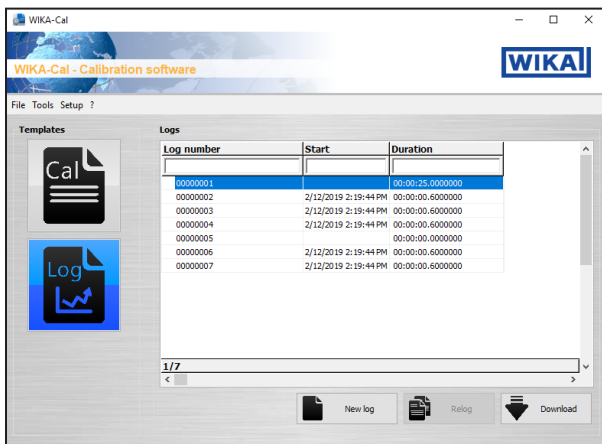 WIKA-Cal
WIKA-Cal - Calibration software
WIKA
File Tools Setup ?
Templates
Logs
Cal
Log
Log number Start Duration
00000001 00:00:25.0000000
00000002 2/12/2019 2:19:44 PM 00:00:00.6000000
00000003 2/12/2019 2:19:44 PM 00:00:00.6000000
00000004 2/12/2019 2:19:44 PM 00:00:00.6000000
00000005 00:00:00.0000000
00000006 2/12/2019 2:19:44 PM 00:00:00.6000000
00000007 2/12/2019 2:19:44 PM 00:00:00.6000000
1/7
New log Relog Download